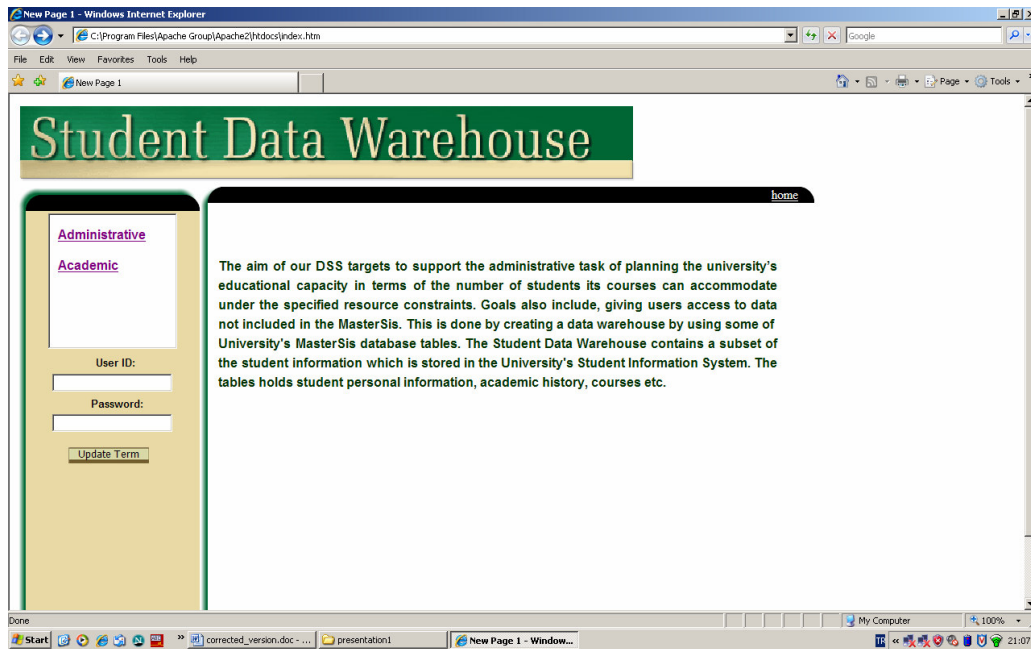 New Page 1 - Windows Internet Explorer
C:\Program Files\Apache Group\Apache2\htdocs\index.htm
Google
File Edit View Favorites Tools Help
New Page 1
Page
Tools
Student Data Warehouse
home
Administrative
Academic
The aim of our DSS targets to support the administrative task of planning the university's
educational capacity in terms of the number of students its courses can accommodate
under the specified resource constraints. Goals also include, giving users access to data
not included in the MasterSis. This is done by creating a data warehouse by using some of
University's MasterSis database tables. The Student Data Warehouse contains a subset of
the student information which is stored in the University's Student Information System. The
tables holds student personal information, academic history, courses etc.
User ID:
Password:
Update Term
Done
My Computer
100%
Start
corrected_version.doc - ...
presentation1
New Page 1 - Window...
TR
21:07